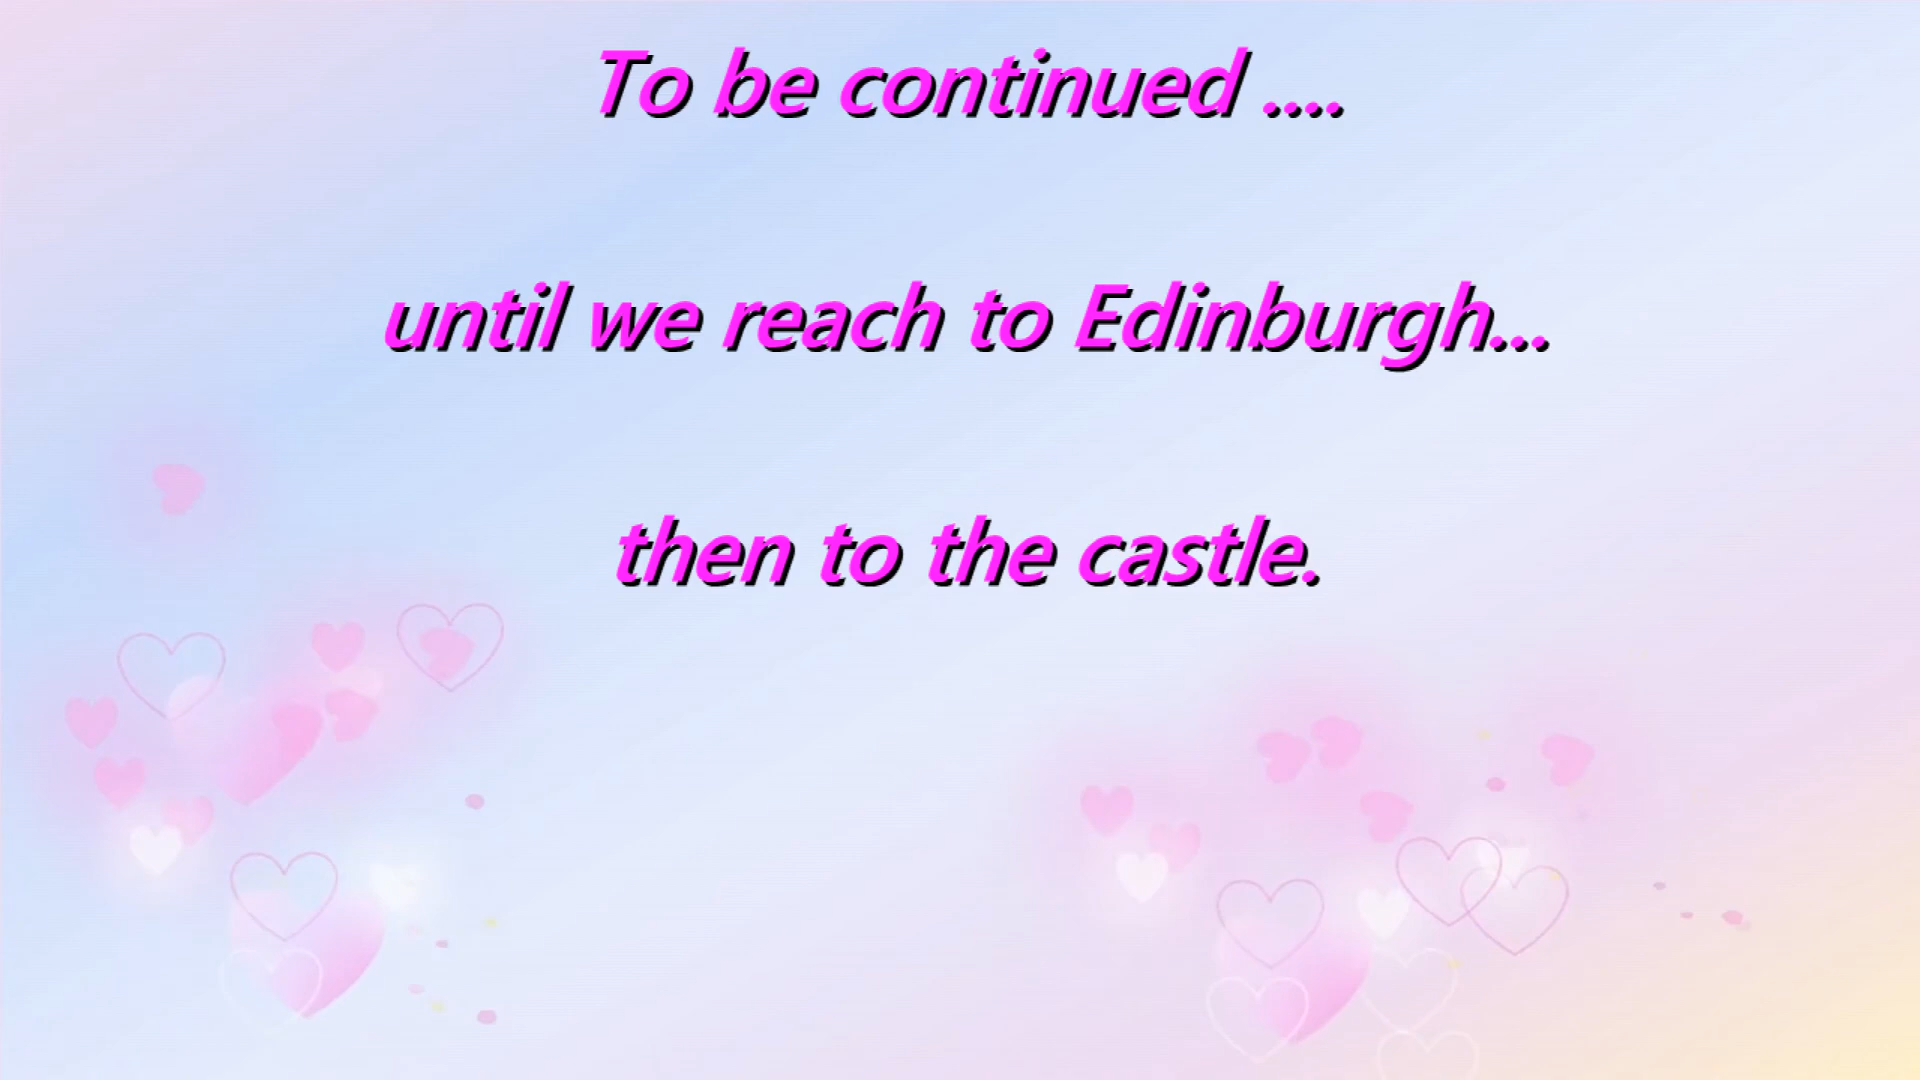 To be continued ....
until we reach to Edinburgh...
then to the castle.